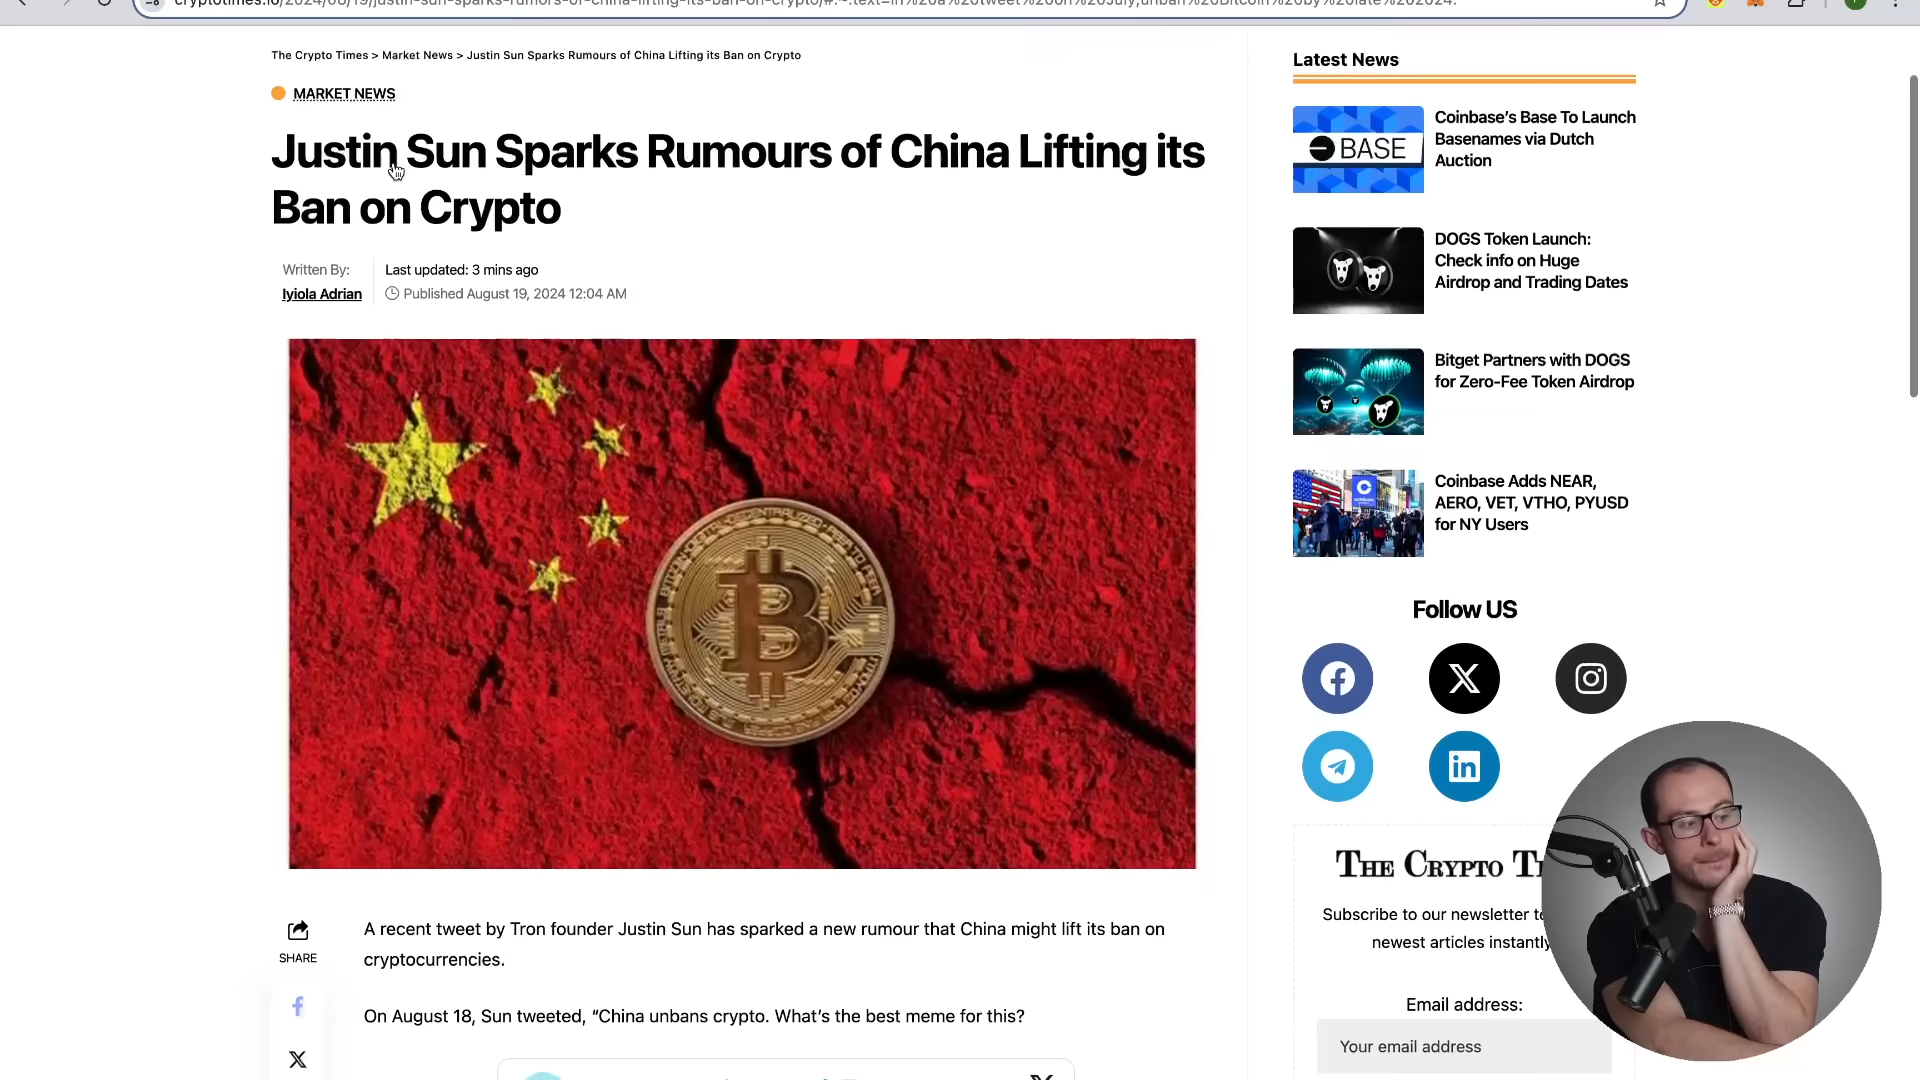 The Crypto Times > Market News > Justin Sun Sparks Rumours of China Lifting its Ban on Crypto
MARKET NEWS
Justin Sun Sparks Rumours of China Lifting its
Ban on Crypto
Written By:
Iyiola Adrian
Last updated: 3 mins ago
Published August 19, 2024 12:04 AM
SHARE
A recent tweet by Tron founder Justin Sun has sparked a new rumour that China might lift its ban on
cryptocurrencies.
On August 18, Sun tweeted, “China unbans crypto. What’s the best meme for this?
Latest News
BASE
Coinbase’s Base To Launch
Basenames via Dutch
Auction
DOGS Token Launch:
Check info on Huge
Airdrop and Trading Dates
Bitget Partners with DOGS
for Zero-Fee Token Airdrop
Coinbase Adds NEAR,
AERO, VET, VTHO, PYUSD
for NY Users
Follow US
The Crypto
Subscribe to our newsletter
newest articles instantly
Email address:
Your email address